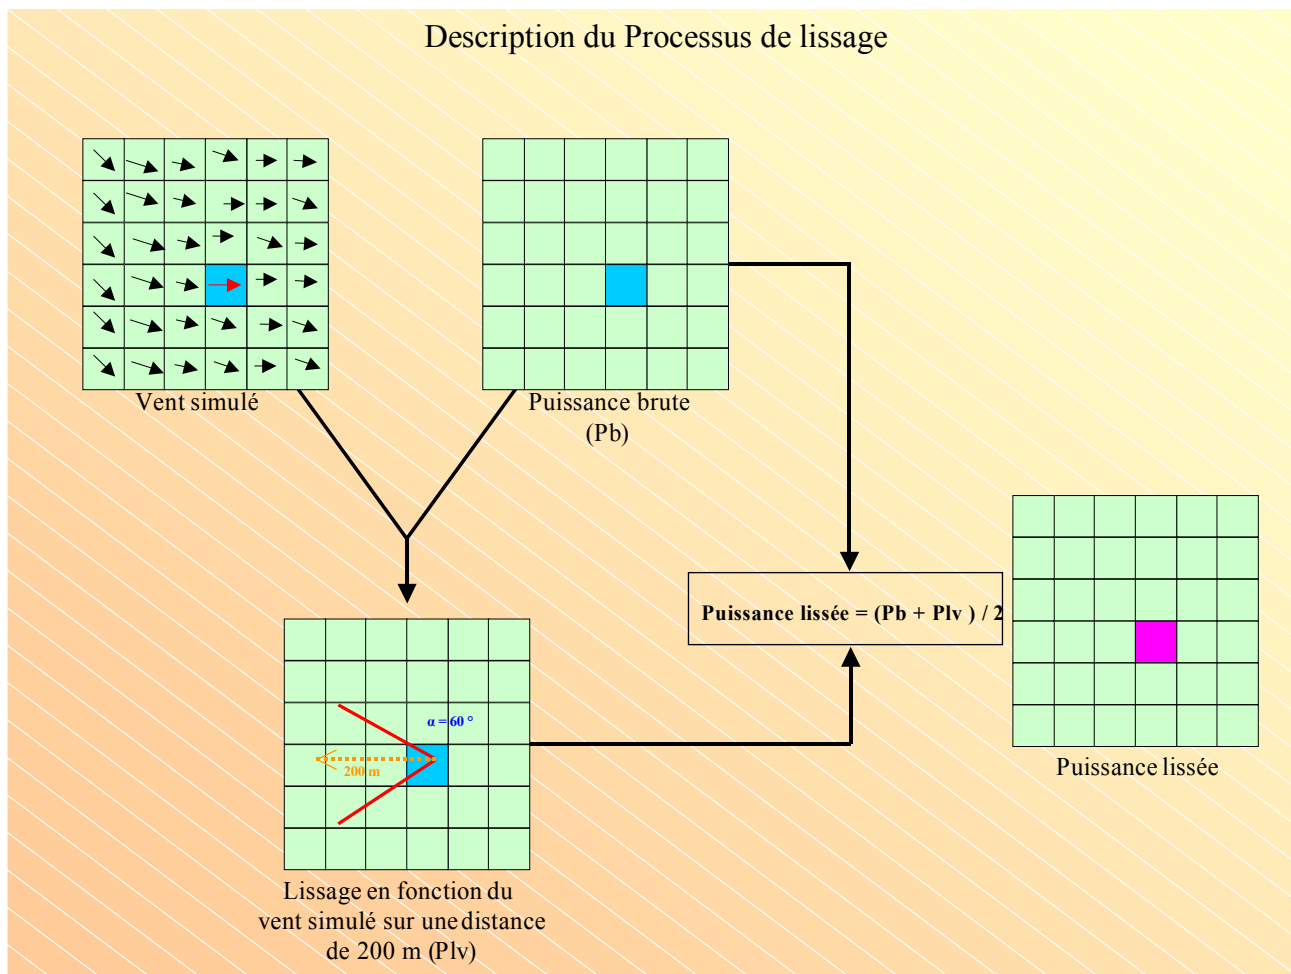 Description du Processus de lissage
Vent simulé
Puissance brute
(Pb)
Puissance lissée = (Pb + Plv ) / 2
α = 60 °
200 m
Puissance lissée
Lissage en fonction du
vent simulé sur une distance
de 200 m (Plv)